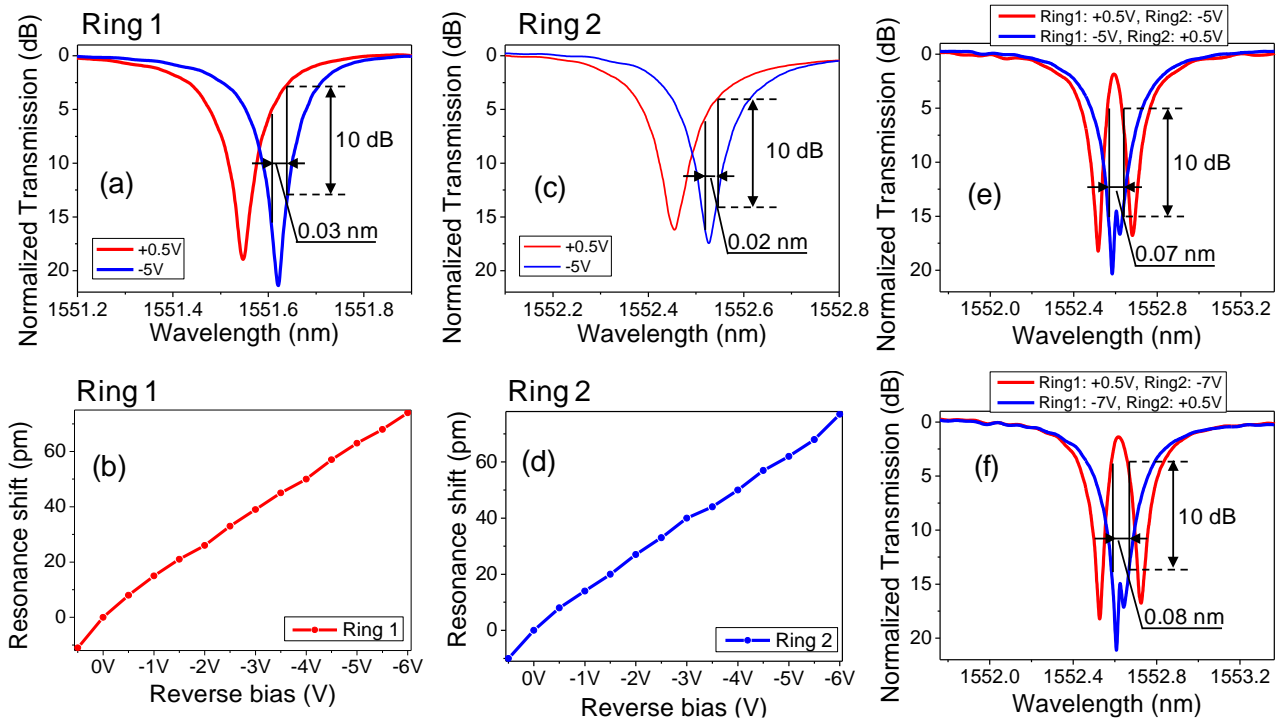 Ring 1
Normalized Transmission (dB)
0
5
10
15
20
(a)
10 dB
0.03 nm
+0.5V
-5V
1551.2
1551.4
1551.6
1551.8
Wavelength (nm)
Ring 2
Normalized Transmission (dB)
0
5
10
15
20
(c)
10 dB
0.02 nm
+0.5V
-5V
1552.2
1552.4
1552.6
1552.8
Wavelength (nm)
Ring1: +0.5V, Ring2: -5V
Ring1: -5V, Ring2: +0.5V
Normalized Transmission (dB)
0
5
10
15
20
(e)
10 dB
0.07 nm
1552.0
1552.4
1552.8
1553.2
Wavelength (nm)
Ring 1
Resonance shift (pm)
60
40
20
0
(b)
Ring 1
0V
-1V
-2V
-3V
-4V
-5V
-6V
Reverse bias (V)
Ring 2
Resonance shift (pm)
60
40
20
0
(d)
Ring 2
0V
-1V
-2V
-3V
-4V
-5V
-6V
Reverse bias (V)
Ring1: +0.5V, Ring2: -7V
Ring1: -7V, Ring2: +0.5V
Normalized Transmission (dB)
0
5
10
15
20
(f)
10 dB
0.08 nm
1552.0
1552.4
1552.8
1553.2
Wavelength (nm)